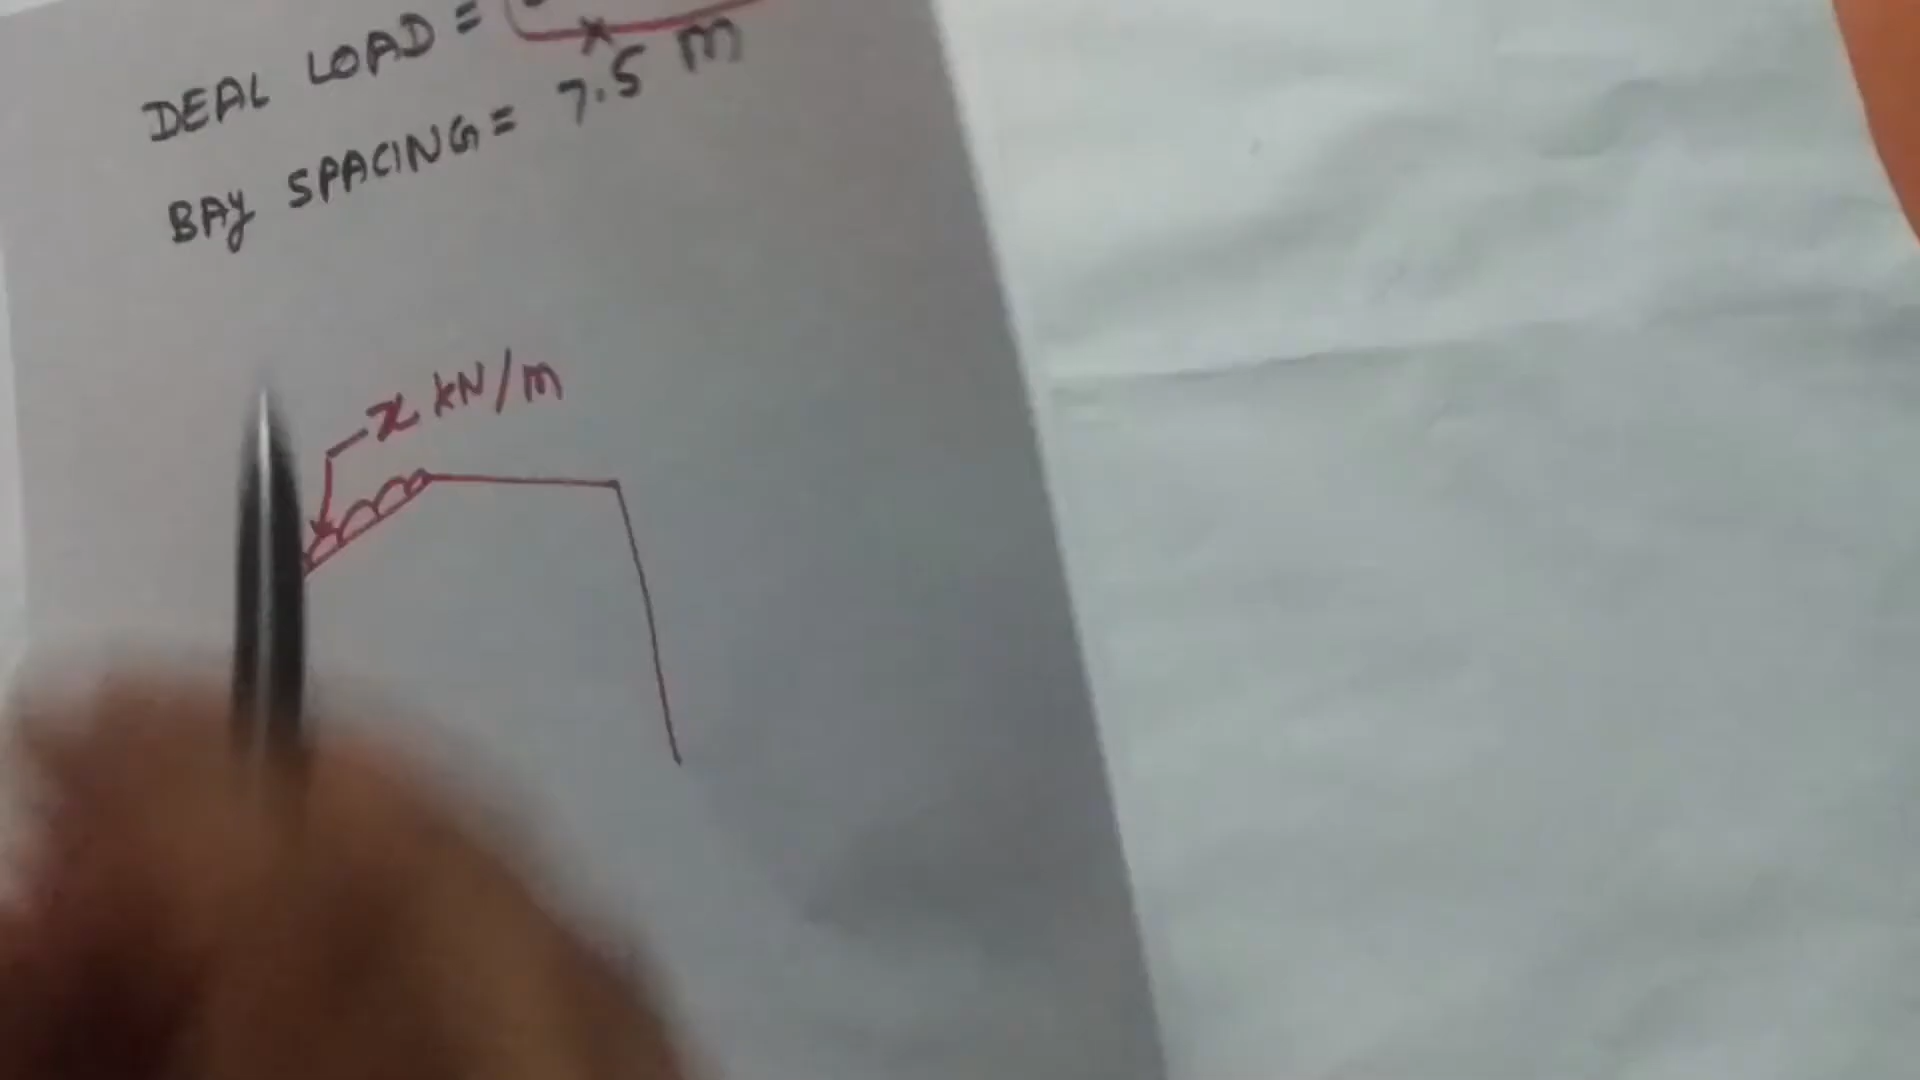 DEAL LOAD =
×
BAY SPACING = 7.5 m
x kN/m